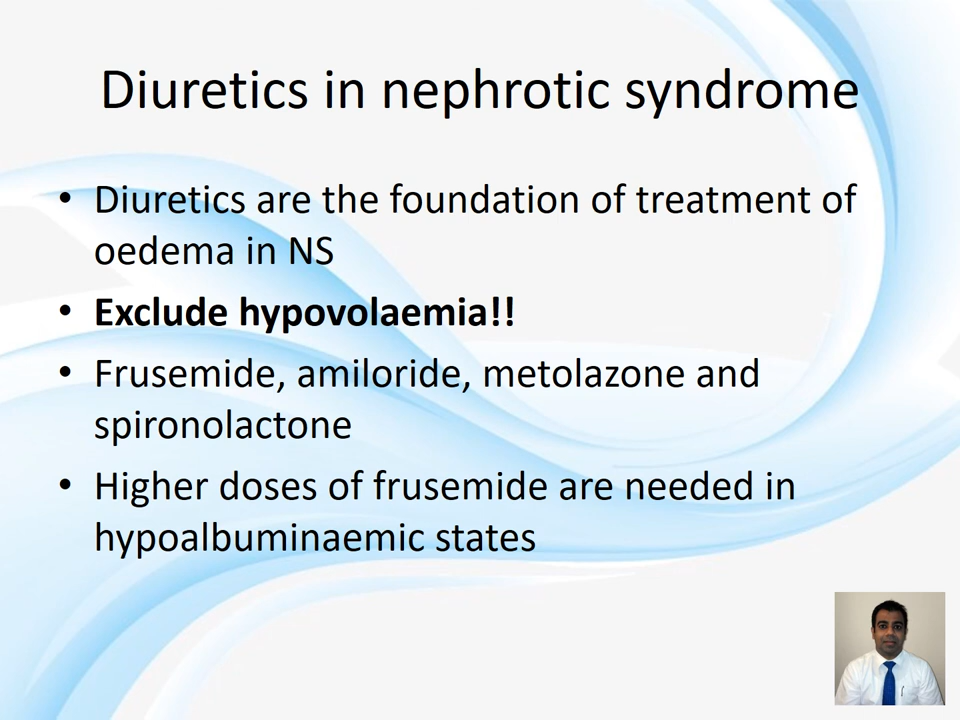 Diuretics in nephrotic syndrome
• Diuretics are the foundation of treatment of
oedema in NS
• Exclude hypovolaemia!!
• Frusemide, amiloride, metolazone and
spironolactone
• Higher doses of frusemide are needed in
hypoalbuminaemic states